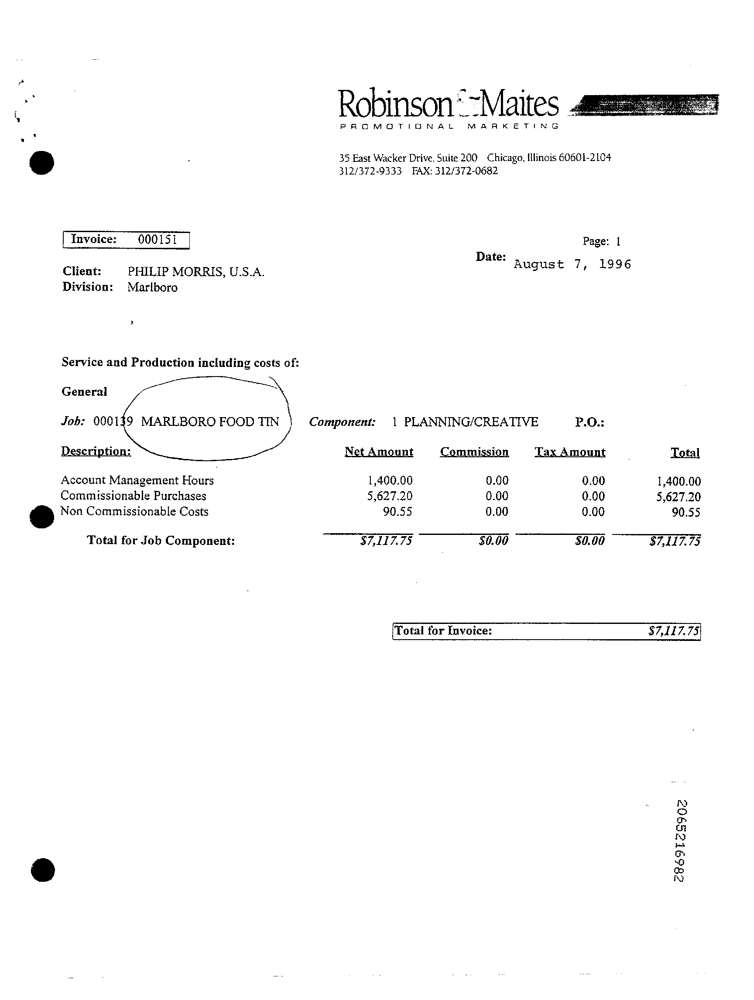 Robinson & Maites
PROMOTIONAL MARKETING
35 East Wacker Drive, Suite 200 Chicago, Illinois 60601-2104
312/372-9333 FAX: 312/372-0682
Invoice: 000151
Page: 1
Date: August 7, 1996
Client: PHILIP MORRIS, U.S.A.
Division: Marlboro
Service and Production including costs of:
General
Job: 000139 MARLBORO FOOD TIN Component: 1 PLANNING/CREATIVE P.O.:
Description: Net Amount Commission Tax Amount Total
Account Management Hours 1,400.00 0.00 0.00 1,400.00
Commissionable Purchases 5,627.20 0.00 0.00 5,627.20
Non Commissionable Costs 90.55 0.00 0.00 90.55
Total for Job Component: $7,117.75 $0.00 $0.00 $7,117.75
Total for Invoice: $7,117.75
2065216982